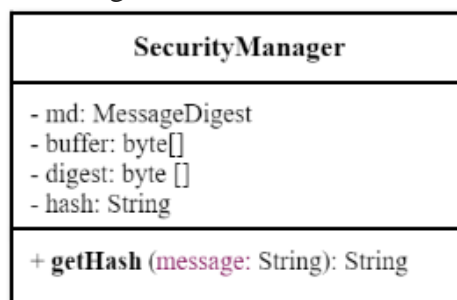 SecurityManager
- md: MessageDigest
- buffer: byte[]
- digest: byte []
- hash: String
+ getHash (message: String): String